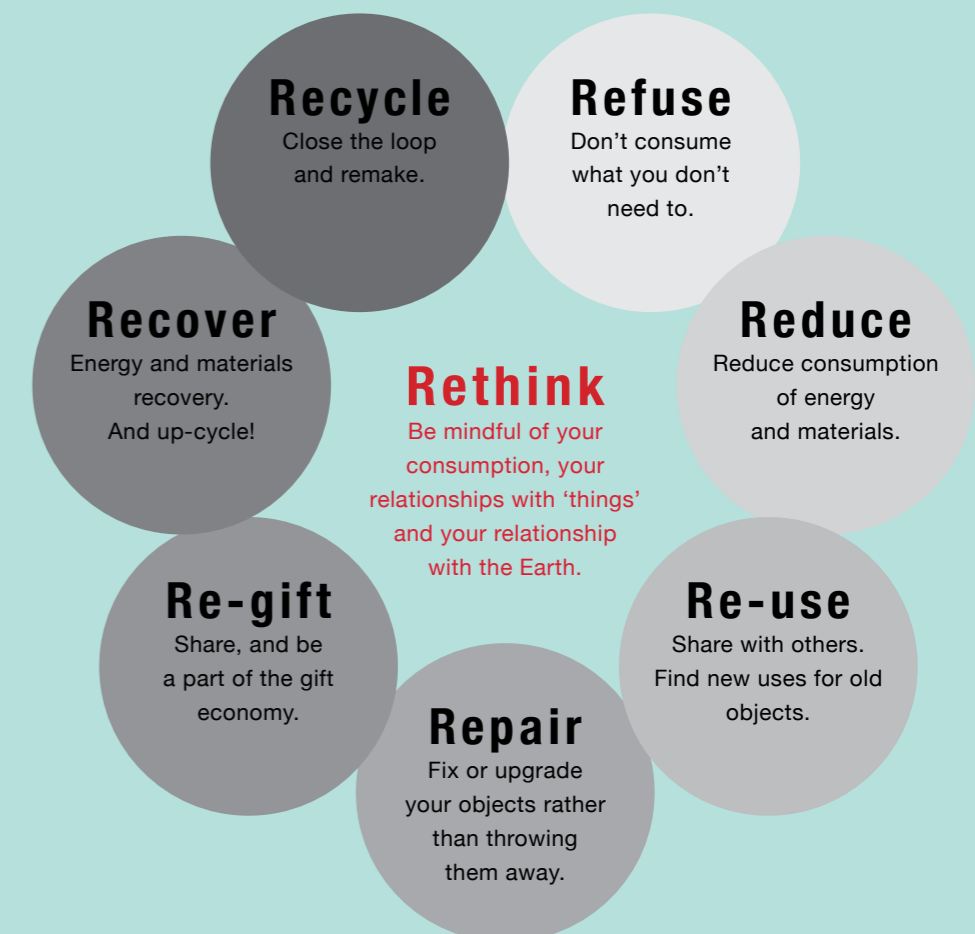 Recycle
Close the loop
and remake.
Refuse
Don’t consume
what you don’t
need to.
Reduce
Reduce consumption
of energy
and materials.
Re-use
Share with others.
Find new uses for old
objects.
Repair
Fix or upgrade
your objects rather
than throwing
them away.
Re-gift
Share, and be
a part of the gift
economy.
Recover
Energy and materials
recovery.
And up-cycle!
Rethink
Be mindful of your
consumption, your
relationships with ‘things’
and your relationship
with the Earth.